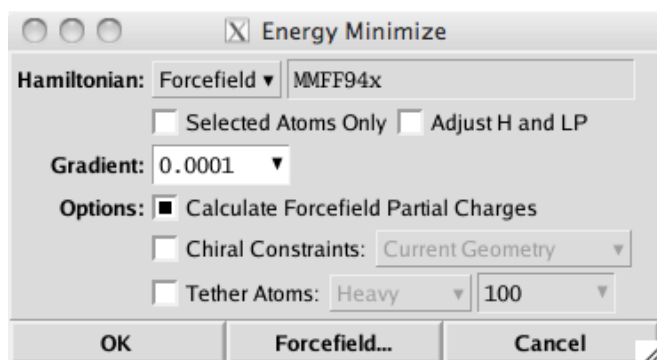 Energy Minimize
Hamiltonian: Forcefield MMFF94x
Selected Atoms Only Adjust H and LP
Gradient: 0.0001
Options: Calculate Forcefield Partial Charges
Chiral Constraints: Current Geometry
Tether Atoms: Heavy 100
OK Forcefield... Cancel